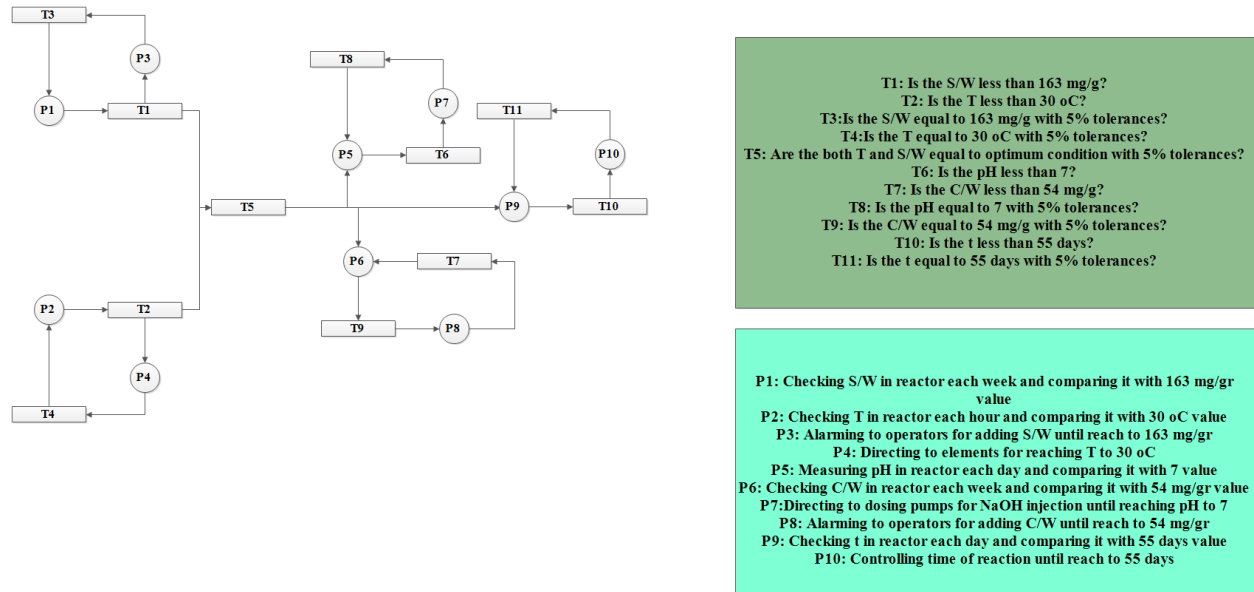 T3
P3
P1
T1
T8
P7
T11
P5
T6
P10
T5
P9
T10
P6
T7
P2
T2
T9
P8
P4
T4
T1: Is the S/W less than 163 mg/g?
T2: Is the T less than 30 oC?
T3:Is the S/W equal to 163 mg/g with 5% tolerances?
T4:Is the T equal to 30 oC with 5% tolerances?
T5: Are the both T and S/W equal to optimum condition with 5% tolerances?
T6: Is the pH less than 7?
T7: Is the C/W less than 54 mg/g?
T8: Is the pH equal to 7 with 5% tolerances?
T9: Is the C/W equal to 54 mg/g with 5% tolerances?
T10: Is the t less than 55 days?
T11: Is the t equal to 55 days with 5% tolerances?
P1: Checking S/W in reactor each week and comparing it with 163 mg/gr
value
P2: Checking T in reactor each hour and comparing it with 30 oC value
P3: Alarming to operators for adding S/W until reach to 163 mg/gr
P4: Directing to elements for reaching T to 30 oC
P5: Measuring pH in reactor each day and comparing it with 7 value
P6: Checking C/W in reactor each week and comparing it with 54 mg/gr value
P7:Directing to dosing pumps for NaOH injection until reaching pH to 7
P8: Alarming to operators for adding C/W until reach to 54 mg/gr
P9: Checking t in reactor each day and comparing it with 55 days value
P10: Controlling time of reaction until reach to 55 days